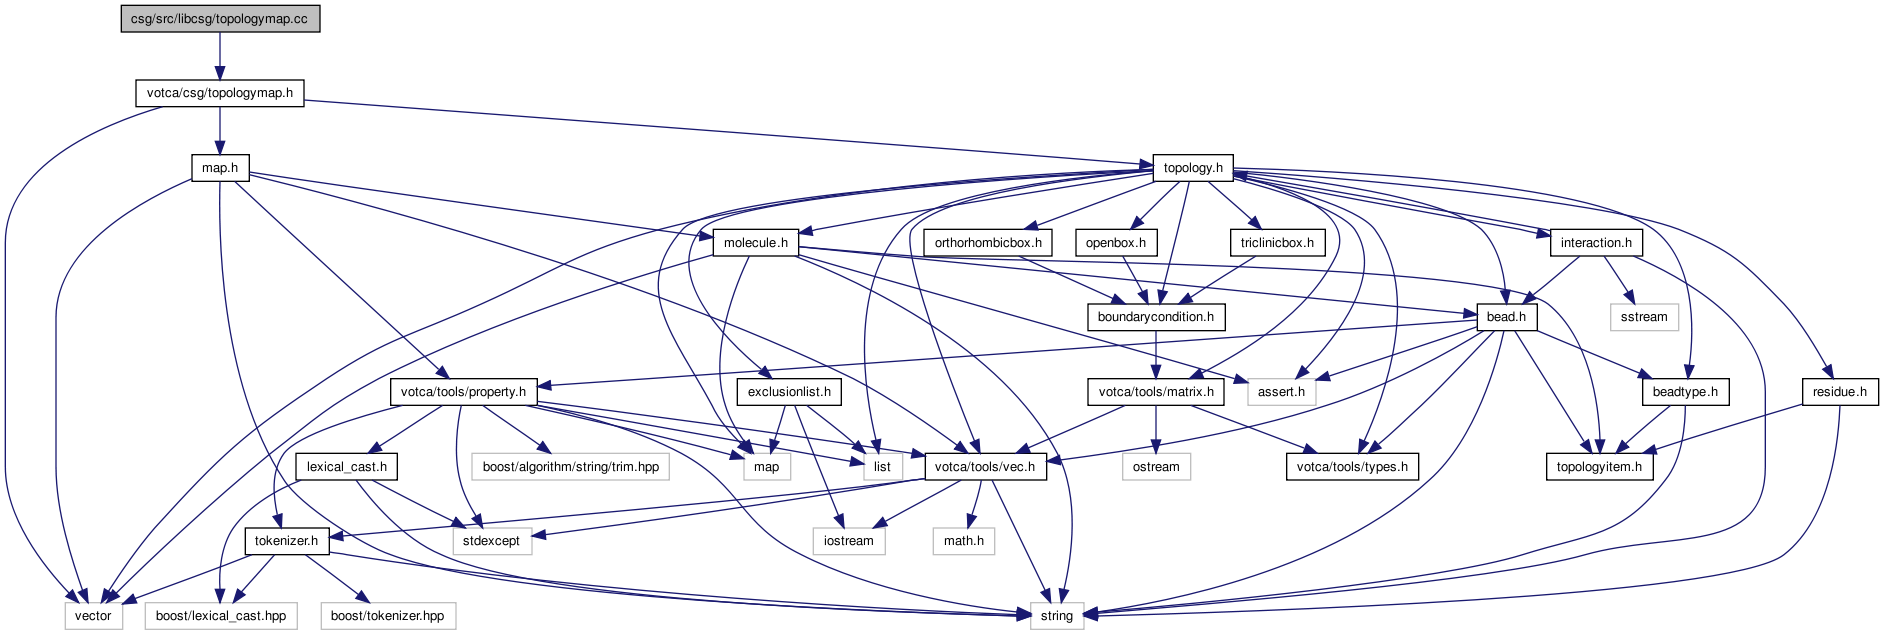 csg/src/libcsg/topologymap.cc
votca/csg/topologymap.h
map.h
topology.h
molecule.h
orthorhombicbox.h
openbox.h
triclinicbox.h
interaction.h
boundarycondition.h
bead.h
sstream
votca/tools/property.h
exclusionlist.h
votca/tools/matrix.h
assert.h
beadtype.h
residue.h
lexical_cast.h
boost/algorithm/string/trim.hpp
map
list
votca/tools/vec.h
ostream
votca/tools/types.h
topologyitem.h
tokenizer.h
stdexcept
iostream
math.h
vector
boost/lexical_cast.hpp
boost/tokenizer.hpp
string